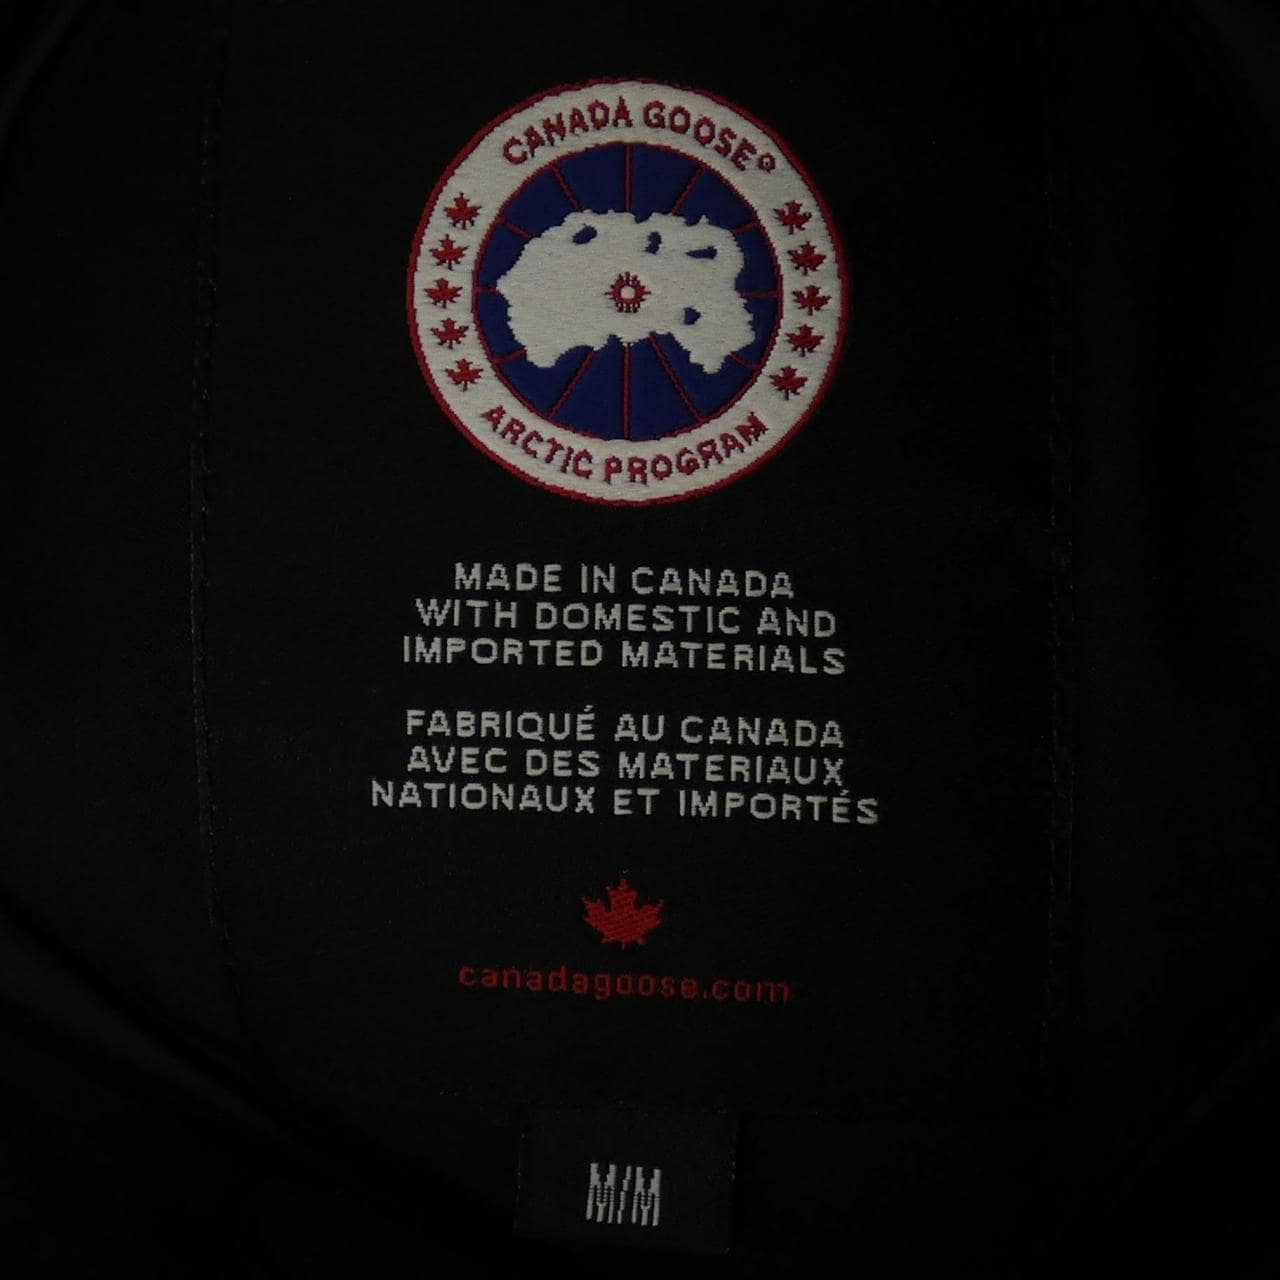 CANADA GOOSE®
ARCTIC PROGRAM
MADE IN CANADA
WITH DOMESTIC AND
IMPORTED MATERIALS
FABRIQUÉ AU CANADA
AVEC DES MATERIAUX
NATIONAUX ET IMPORTÉS
canadagoose.com
M/M